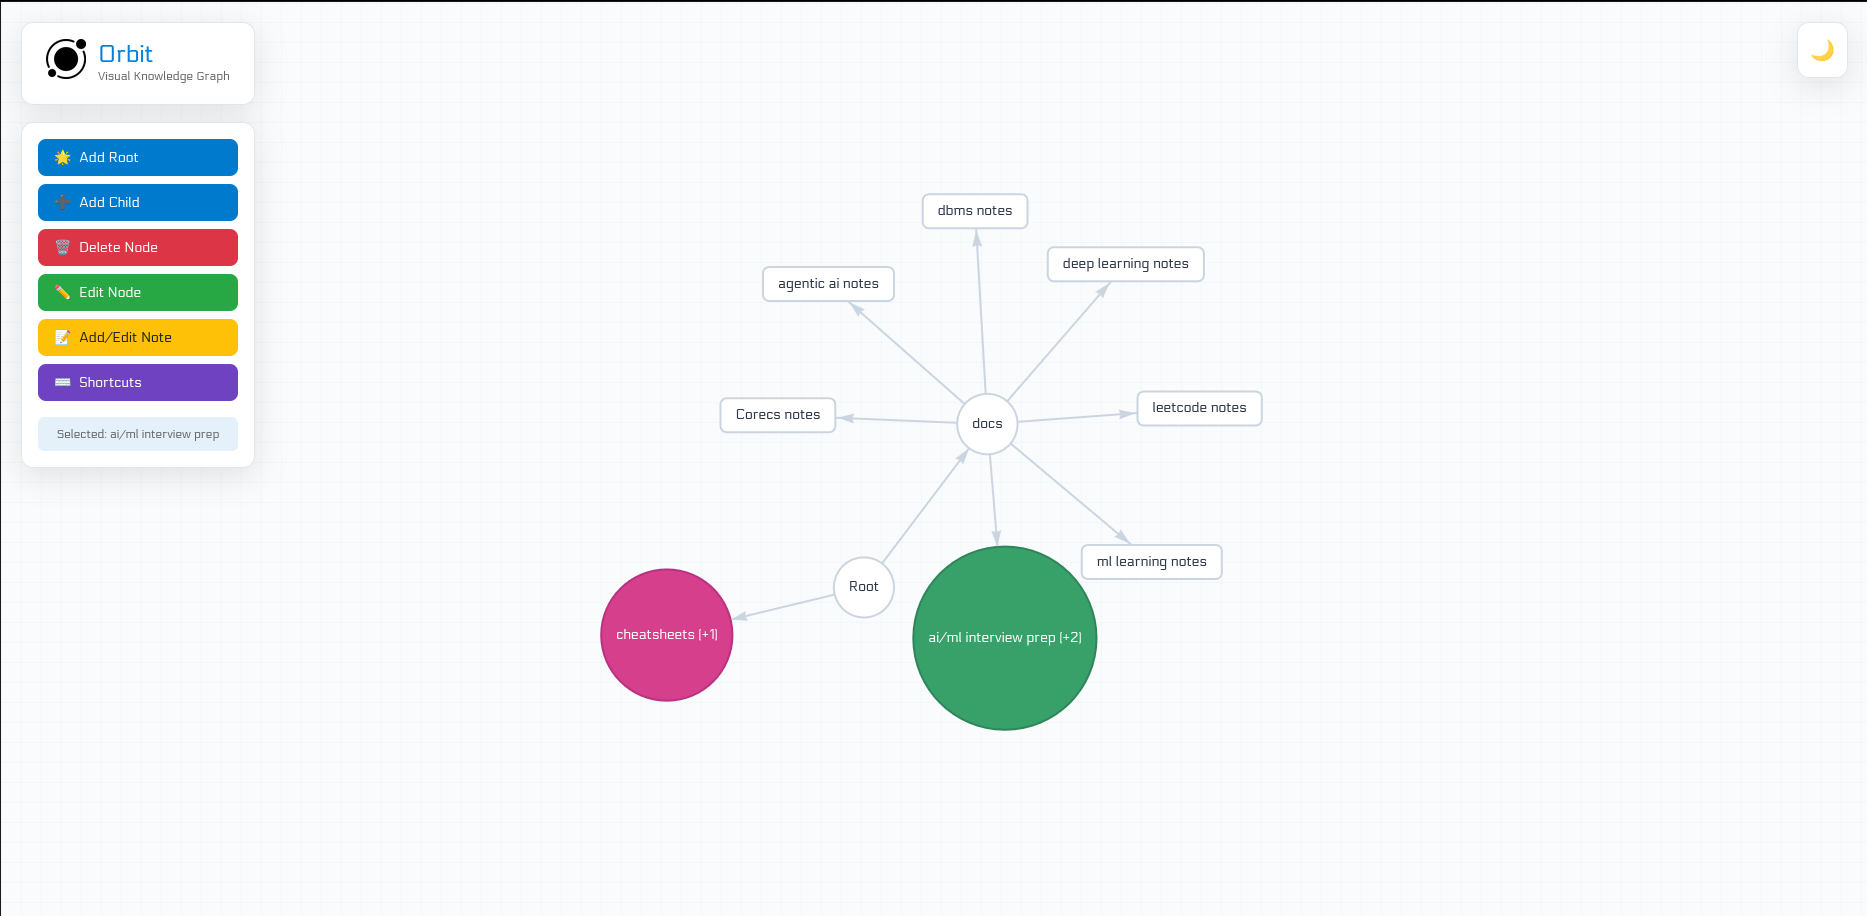 Orbit
Visual Knowledge Graph
Add Root
Add Child
Delete Node
Edit Node
Add/Edit Note
Shortcuts
Selected: ai/ml interview prep
dbms notes
deep learning notes
agentic ai notes
leetcode notes
Corecs notes
docs
ml learning notes
Root
cheatsheets (+1)
ai/ml interview prep (+2)